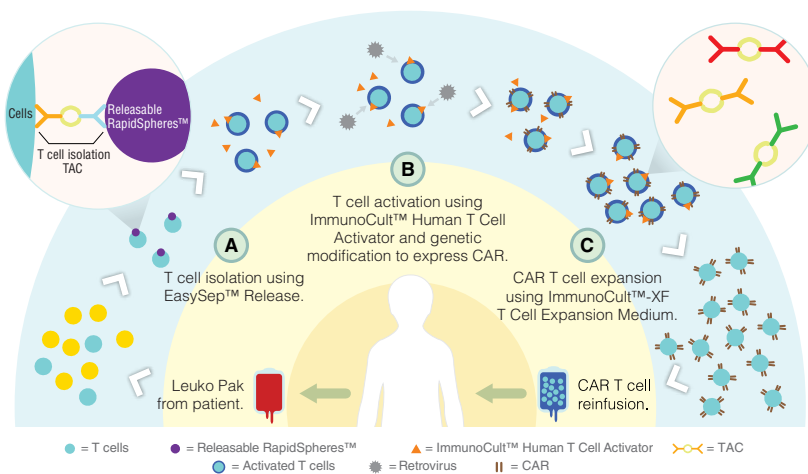 Cells
Releasable
RapidSpheres™
T cell isolation
TAC
A
T cell isolation using
EasySep™ Release.
B
T cell activation using
ImmunoCult™ Human T Cell
Activator and genetic
modification to express CAR.
C
CAR T cell expansion
using ImmunoCult™-XF
T Cell Expansion Medium.
Leuko Pak
from patient.
CAR T cell
reinfusion.
= T cells
= Releasable RapidSpheres™
= ImmunoCult™ Human T Cell Activator
= TAC
= Activated T cells
= Retrovirus
= CAR